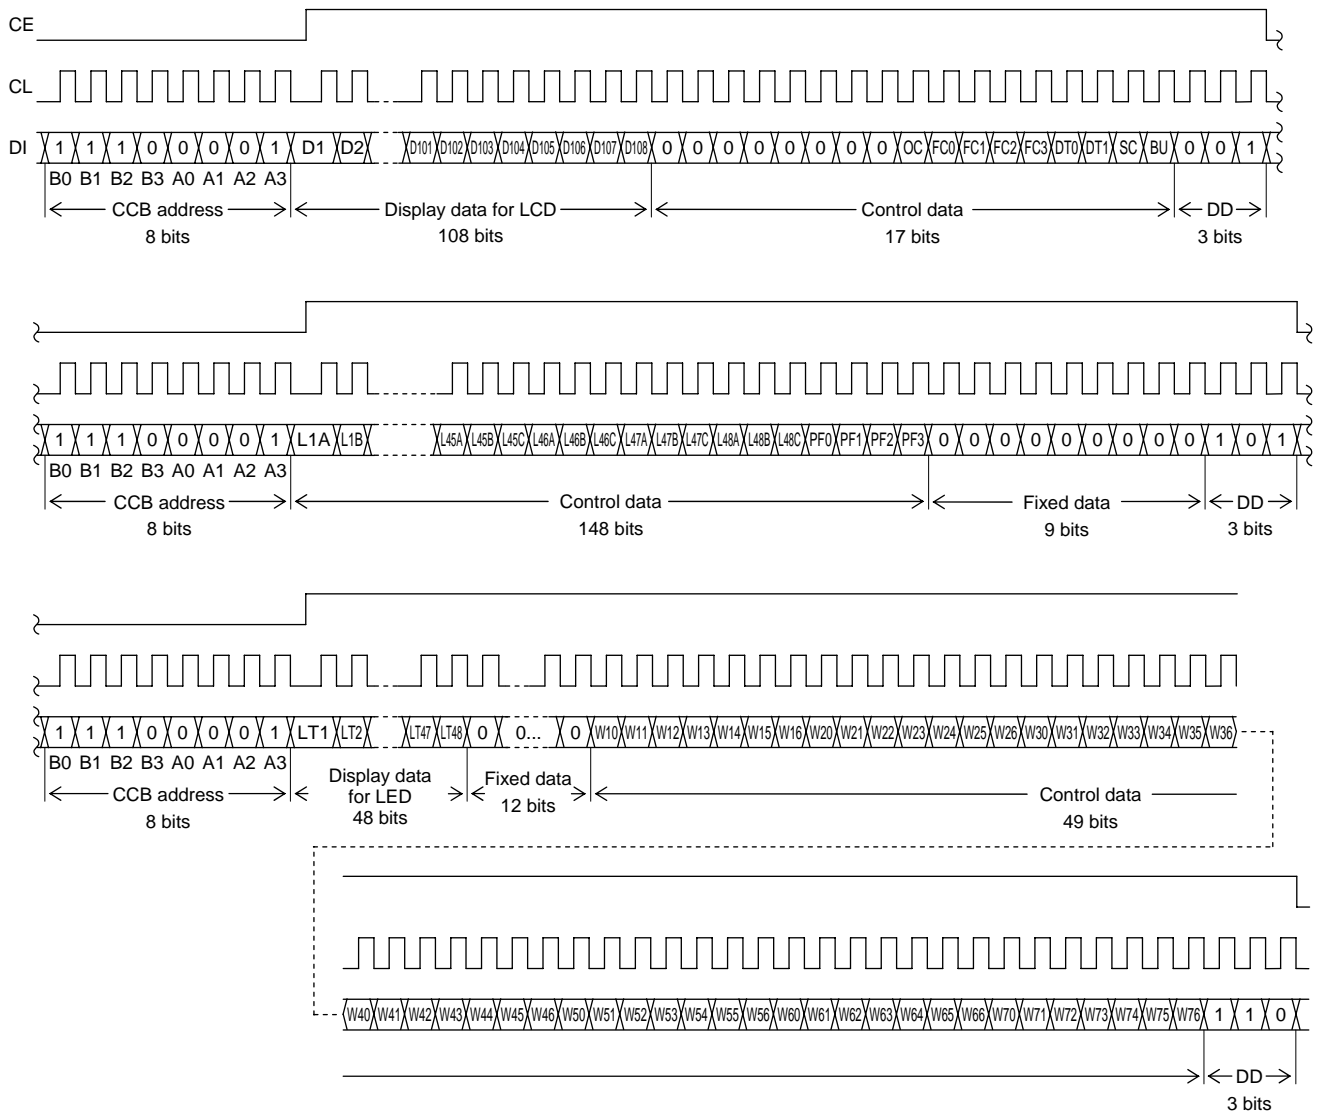 CE
CL
DI 1 1 1 0 0 0 0 1 D1 D2 D101 D102 D103 D104 D105 D106 D107 D108 0 0 0 0 0 0 0 0 OC FC0 FC1 FC2 FC3 DT0 DT1 SC BU 0 0 1
B0 B1 B2 B3 A0 A1 A2 A3
CCB address Display data for LCD Control data DD
8 bits 108 bits 17 bits 3 bits
1 1 1 0 0 0 0 1 L1A L1B L45A L45B L45C L46A L46B L46C L47A L47B L47C L48A L48B L48C PF0 PF1 PF2 PF3 0 0 0 0 0 0 0 0 0 1 0 1
B0 B1 B2 B3 A0 A1 A2 A3
CCB address Control data Fixed data DD
8 bits 148 bits 9 bits 3 bits
1 1 1 0 0 0 0 1 LT1 LT2 LT47 LT48 0 0... 0 W10 W11 W12 W13 W14 W15 W16 W20 W21 W22 W23 W24 W25 W26 W30 W31 W32 W33 W34 W35 W36
B0 B1 B2 B3 A0 A1 A2 A3
CCB address Display data for LED Fixed data Control data
8 bits 48 bits 12 bits 49 bits
W40 W41 W42 W43 W44 W45 W46 W50 W51 W52 W53 W54 W55 W56 W60 W61 W62 W63 W64 W65 W66 W70 W71 W72 W73 W74 W75 W76 1 1 0
DD
3 bits